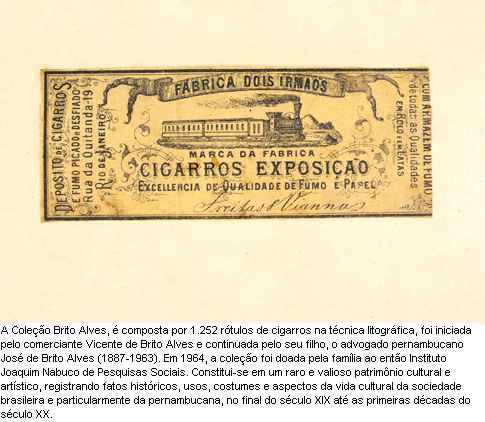 FABRICA DOIS IRMÃOS
DEPOSITO DE CIGARROS
E FUMO PICADO E DESFIADO
Rua da Quitanda-19
RIO DE JANEIRO
MARCA DA FABRICA
CIGARROS EXPOSIÇÃO
EXCELLENCIA DE QUALIDADE DE FUMO E PAPEL
Freitas & Vianna
COM ARMAZEM DE FUMO
de todas as Qualidades
EM ROLO E EM LATAS
A Coleção Brito Alves, é composta por 1.252 rótulos de cigarros na técnica litográfica, foi iniciada
pelo comerciante Vicente de Brito Alves e continuada pelo seu filho, o advogado pernambucano
José de Brito Alves (1887-1963). Em 1964, a coleção foi doada pela família ao então Instituto
Joaquim Nabuco de Pesquisas Sociais. Constitui-se em um raro e valioso patrimônio cultural e
artístico, registrando fatos históricos, usos, costumes e aspectos da vida cultural da sociedade
brasileira e particularmente da pernambucana, no final do século XIX até as primeiras décadas do
século XX.